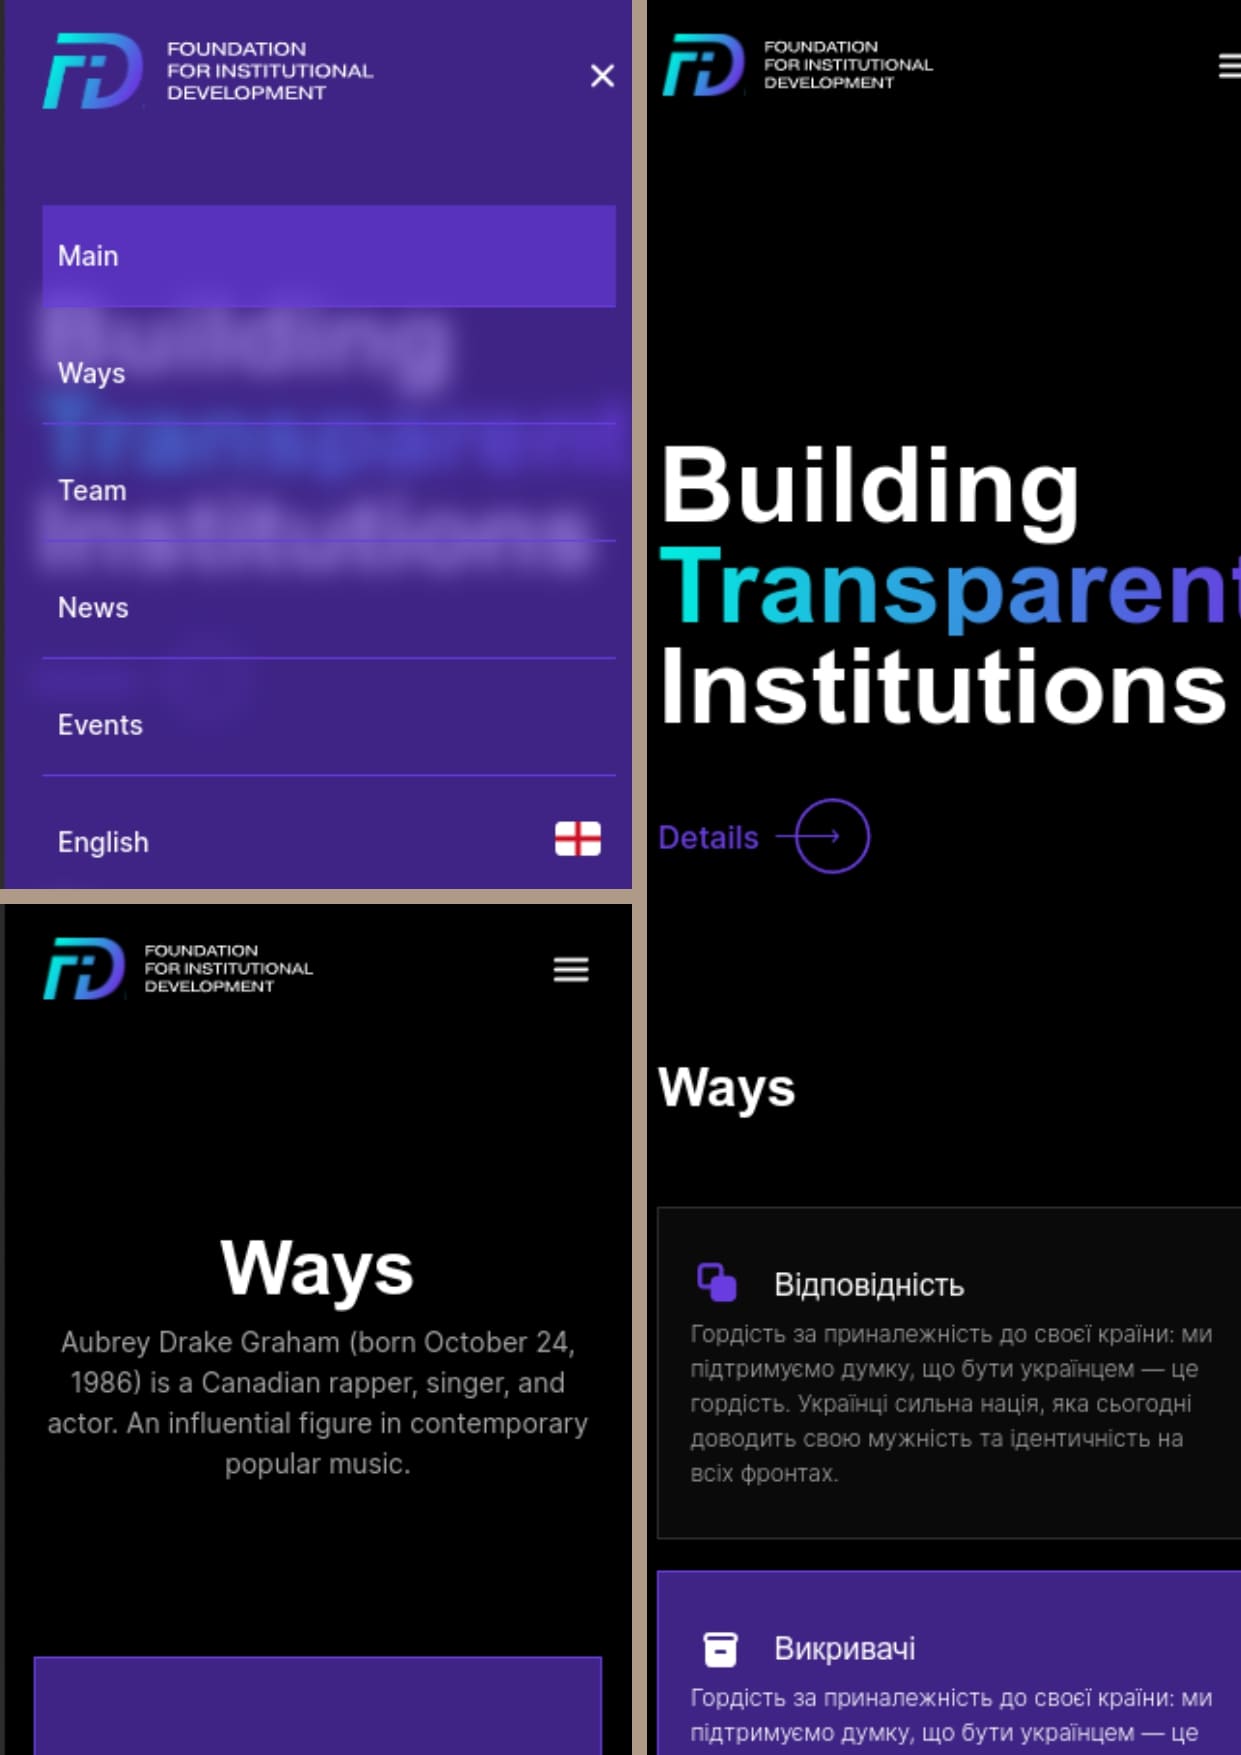 FOUNDATION
FOR INSTITUTIONAL
DEVELOPMENT
Main
Ways
Team
News
Events
English
FOUNDATION
FOR INSTITUTIONAL
DEVELOPMENT
Ways
Aubrey Drake Graham (born October 24,
1986) is a Canadian rapper, singer, and
actor. An influential figure in contemporary
popular music.
FOUNDATION
FOR INSTITUTIONAL
DEVELOPMENT
Building
Transparent
Institutions
Details
Ways
Відповідність
Гордість за приналежність до своєї країни: ми
підтримуємо думку, що бути українцем — це
гордість. Українці сильна нація, яка сьогодні
доводить свою мужність та ідентичність на
всіх фронтах.
Викривачі
Гордість за приналежність до своєї країни: ми
підтримуємо думку, що бути українцем — це